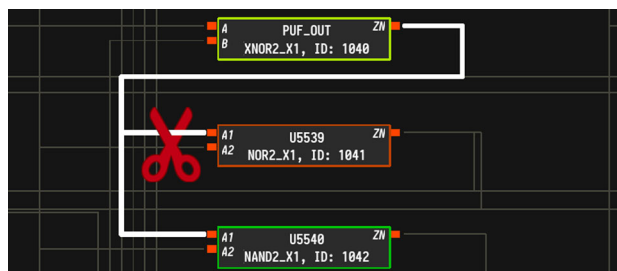 A PUF_OUT ZN
B XNOR2_X1, ID: 1040
A1 U5539 ZN
A2 NOR2_X1, ID: 1041
A1 U5540 ZN
A2 NAND2_X1, ID: 1042